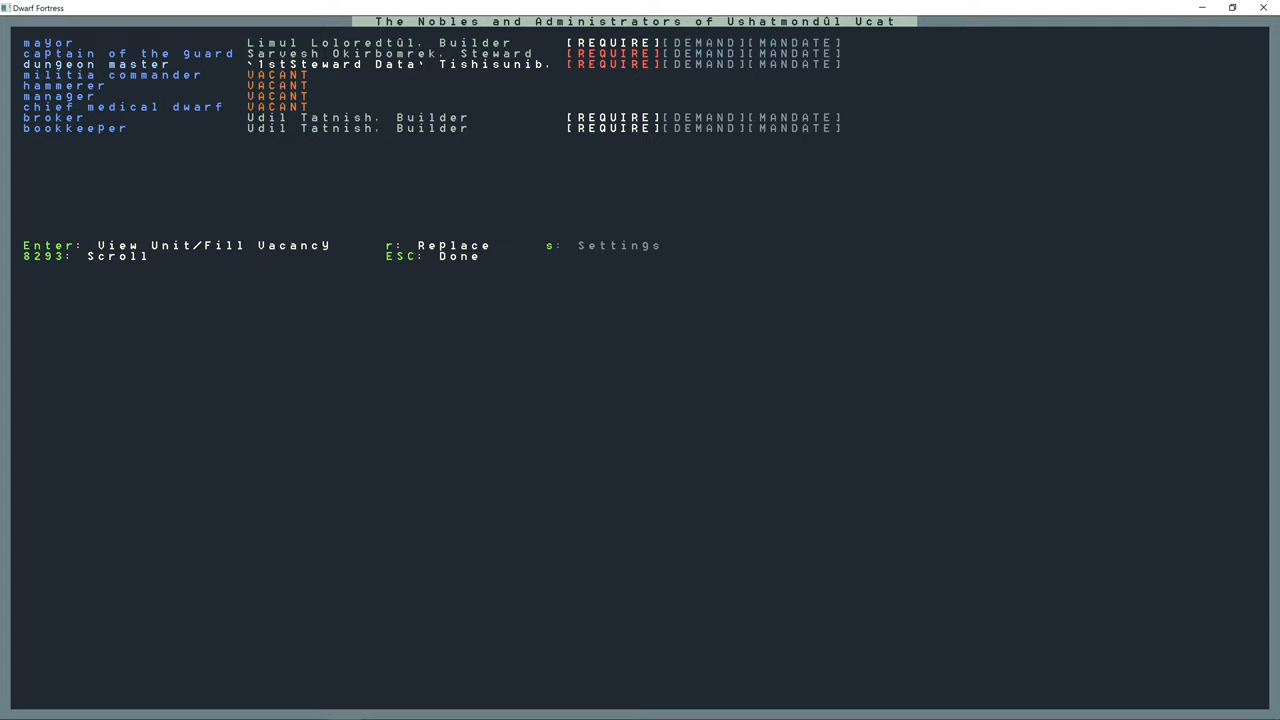 Dwarf Fortress
The Nobles and Administrators of Ushatmondûl Ucat
mayor Limul Loloredtûl, Builder [REQUIRE][DEMAND][MANDATE]
captain of the guard Sarvesh Okirbomrek, Steward [REQUIRE][DEMAND][MANDATE]
dungeon master `1stSteward Data` Tishisunib, [REQUIRE][DEMAND][MANDATE]
militia commander VACANT
hammerer VACANT
manager VACANT
chief medical dwarf VACANT
broker Udil Tatnish, Builder [REQUIRE][DEMAND][MANDATE]
bookkeeper Udil Tatnish, Builder [REQUIRE][DEMAND][MANDATE]
Enter: View Unit/Fill Vacancy r: Replace s: Settings
8293: Scroll ESC: Done